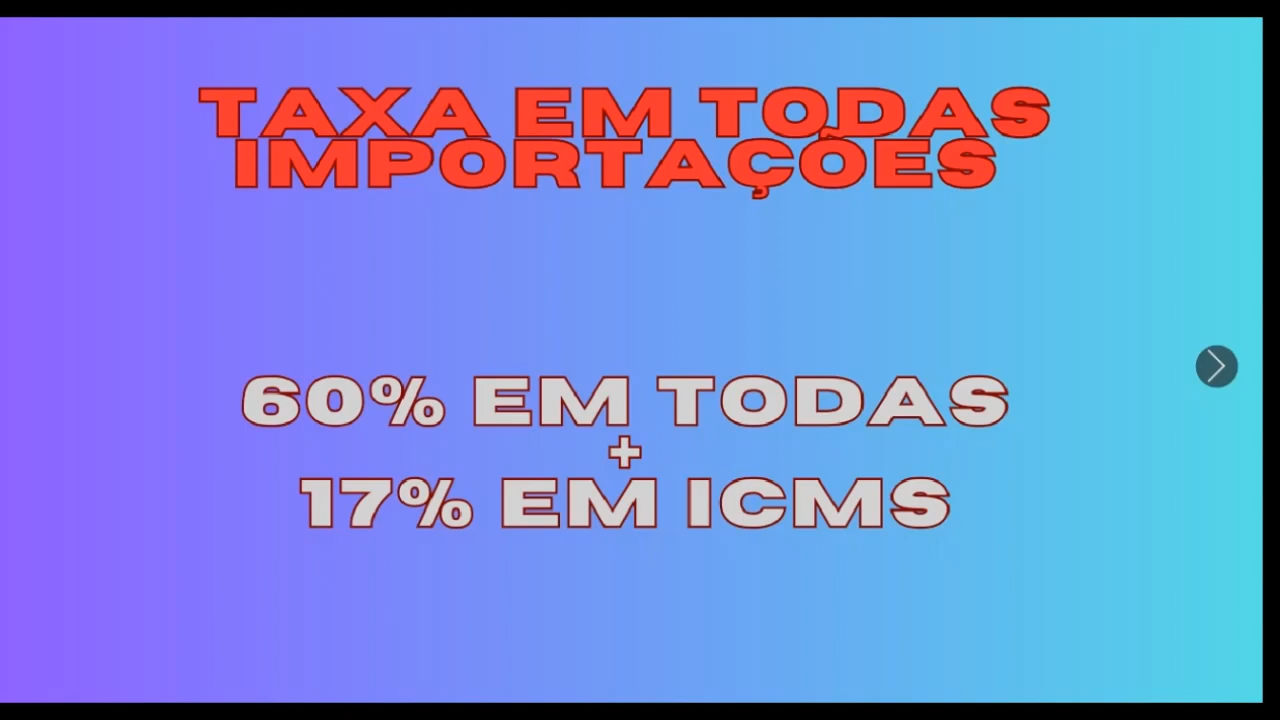 TAXA EM TODAS
IMPORTAÇÕES
60% EM TODAS
+
17% EM ICMS